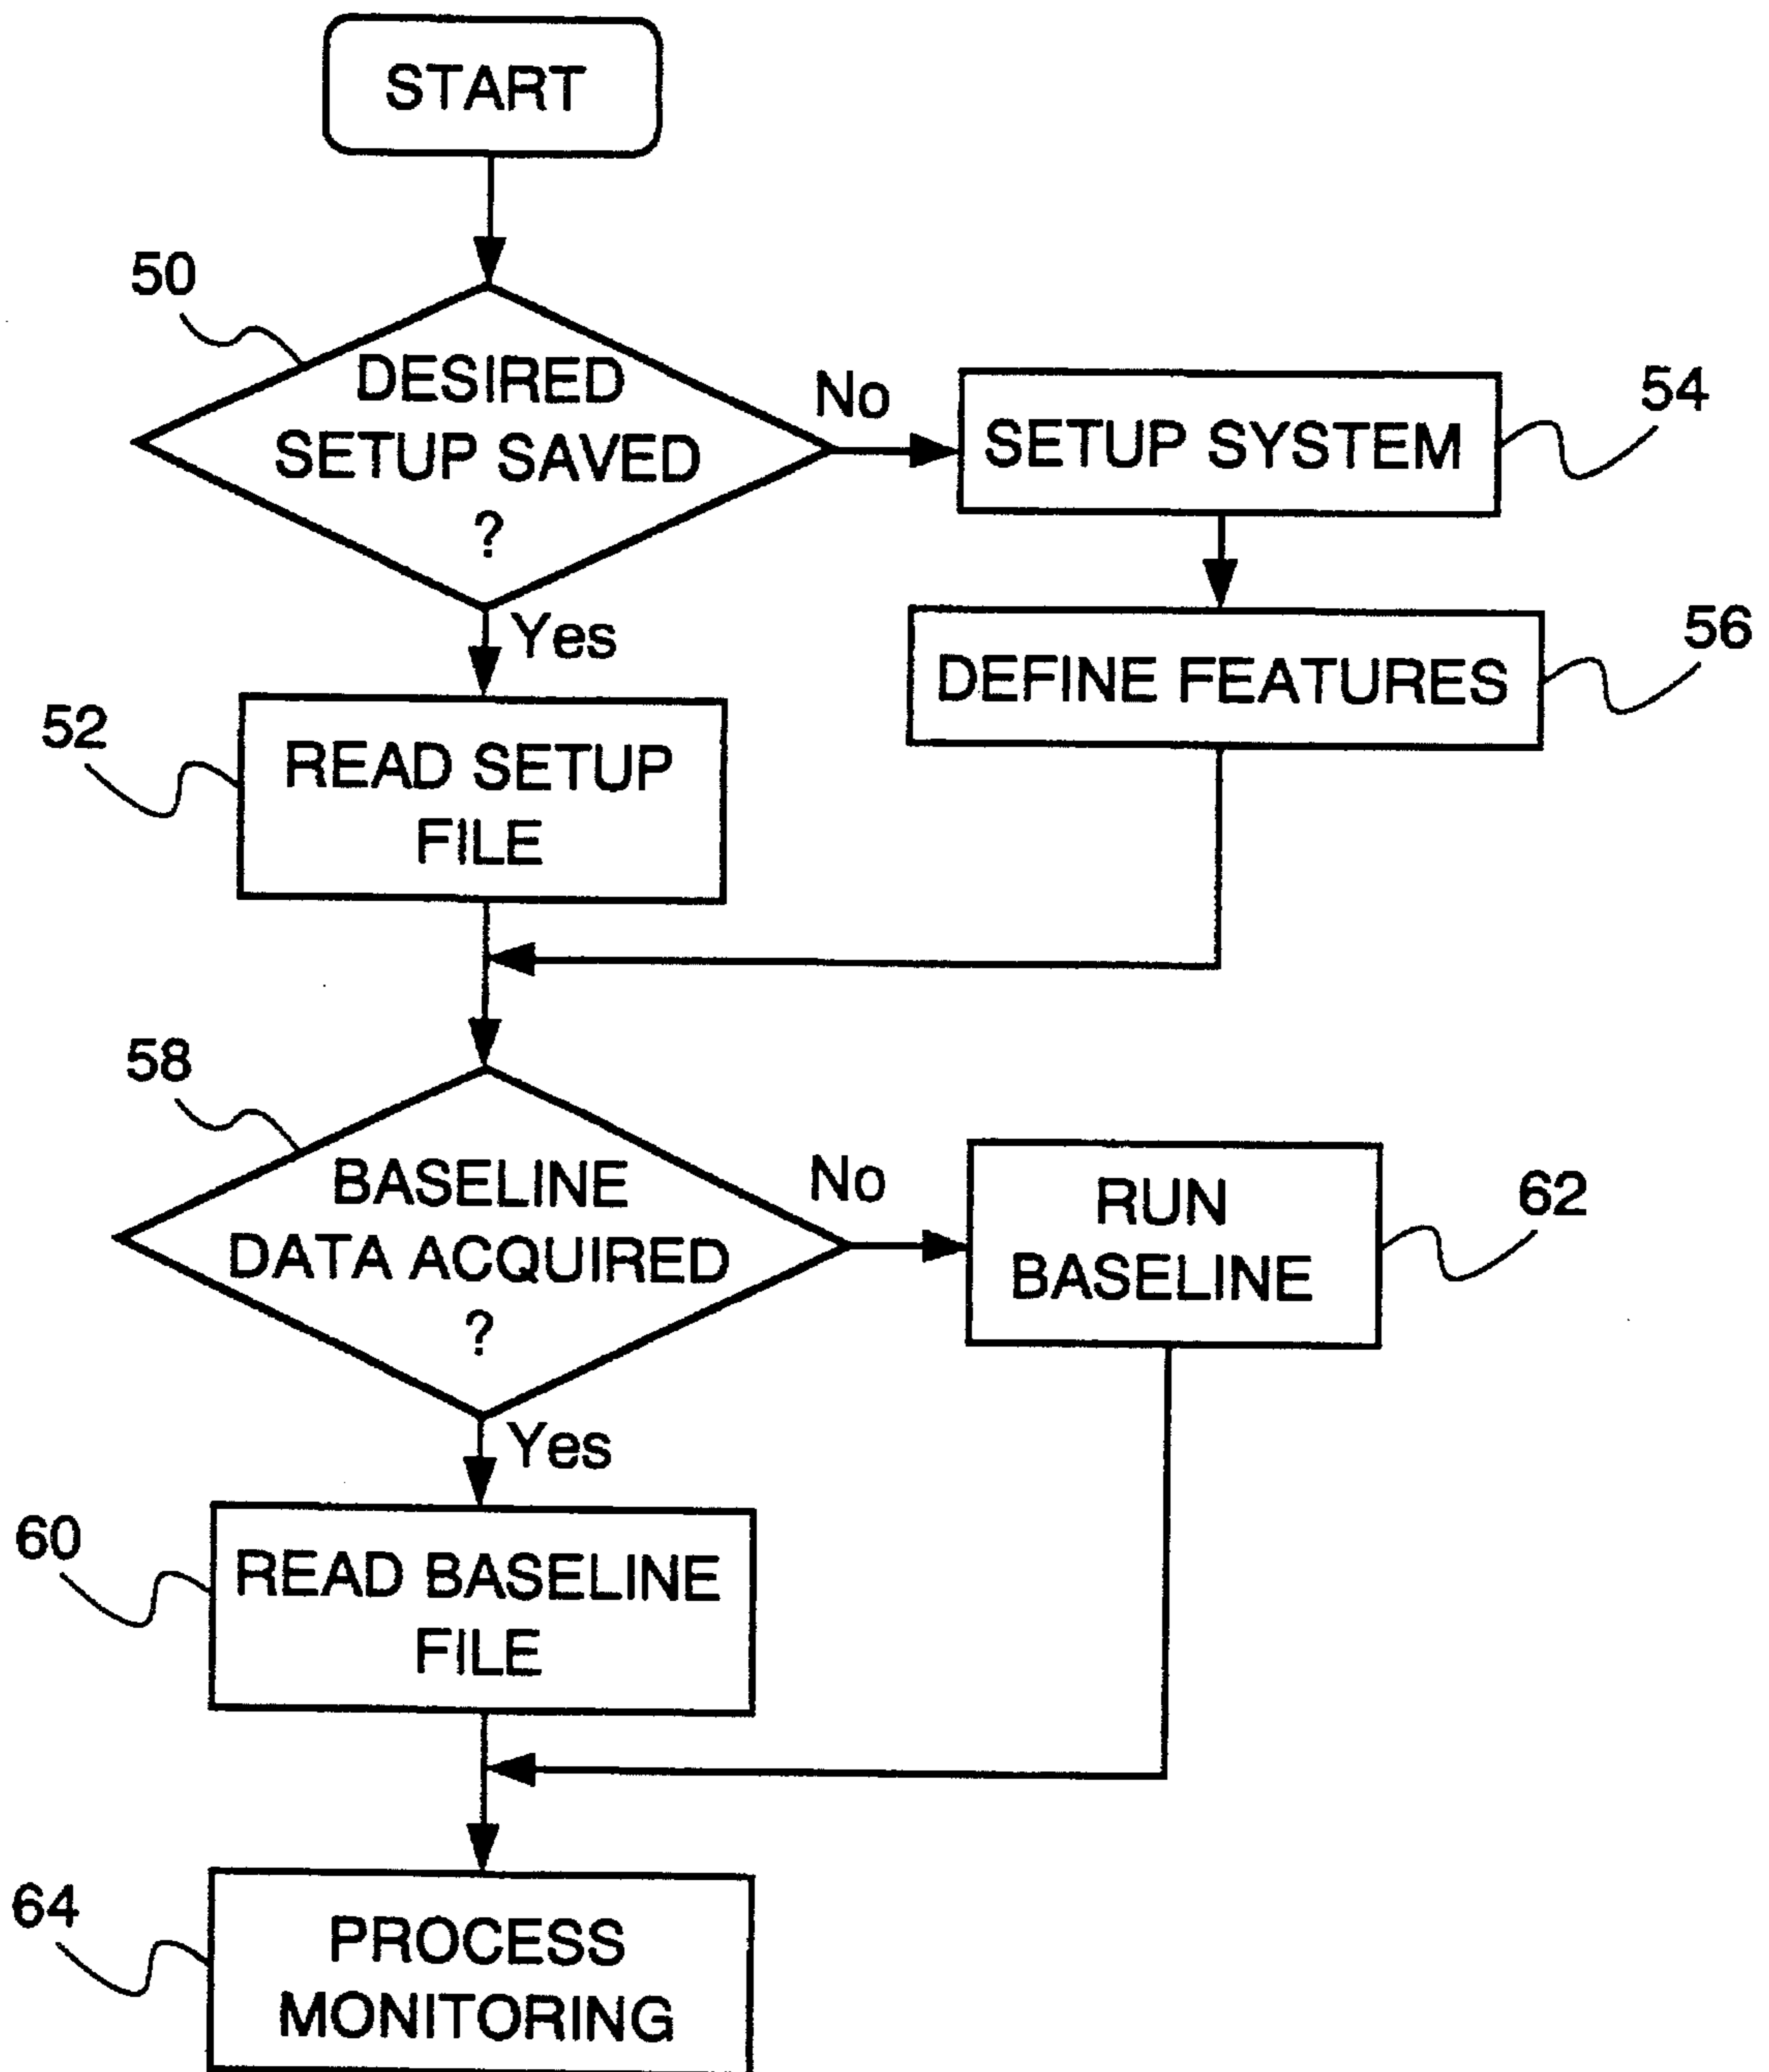 START
50
DESIRED
SETUP SAVED
?
No
SETUP SYSTEM
54
Yes
DEFINE FEATURES
56
52
READ SETUP
FILE
58
BASELINE
DATA ACQUIRED
?
No
RUN
BASELINE
62
Yes
60
READ BASELINE
FILE
64
PROCESS
MONITORING